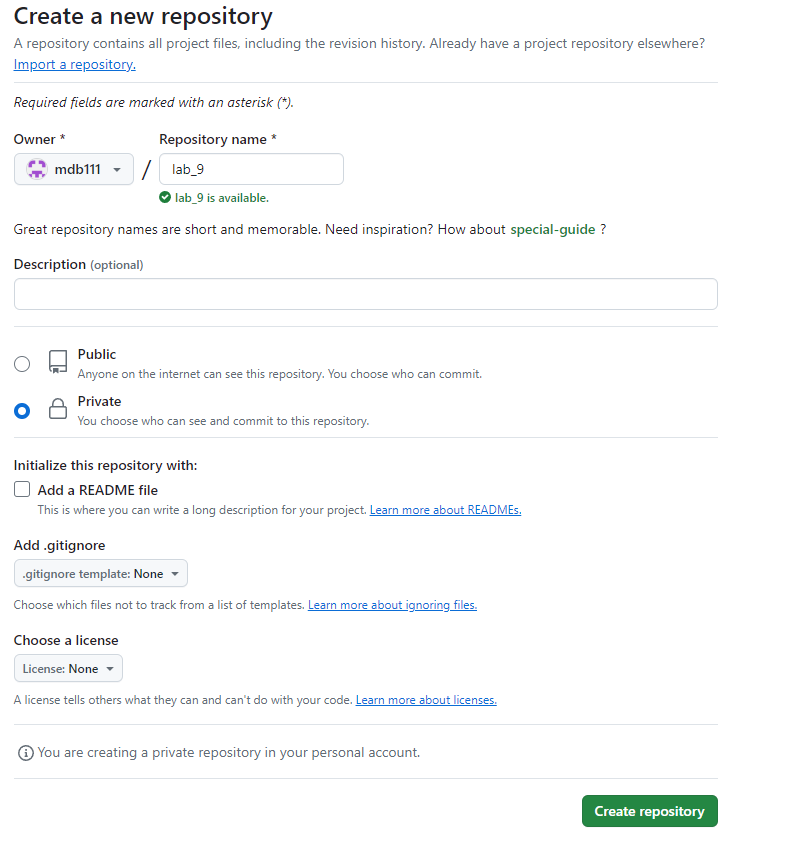 Create a new repository
A repository contains all project files, including the revision history. Already have a project repository elsewhere?
Import a repository.
Required fields are marked with an asterisk (*).
Owner *
Repository name *
mdb111
/
lab_9
lab_9 is available.
Great repository names are short and memorable. Need inspiration? How about special-guide ?
Description (optional)
Public
Anyone on the internet can see this repository. You choose who can commit.
Private
You choose who can see and commit to this repository.
Initialize this repository with:
Add a README file
This is where you can write a long description for your project. Learn more about READMEs.
Add .gitignore
.gitignore template: None
Choose which files not to track from a list of templates. Learn more about ignoring files.
Choose a license
License: None
A license tells others what they can and can't do with your code. Learn more about licenses.
You are creating a private repository in your personal account.
Create repository